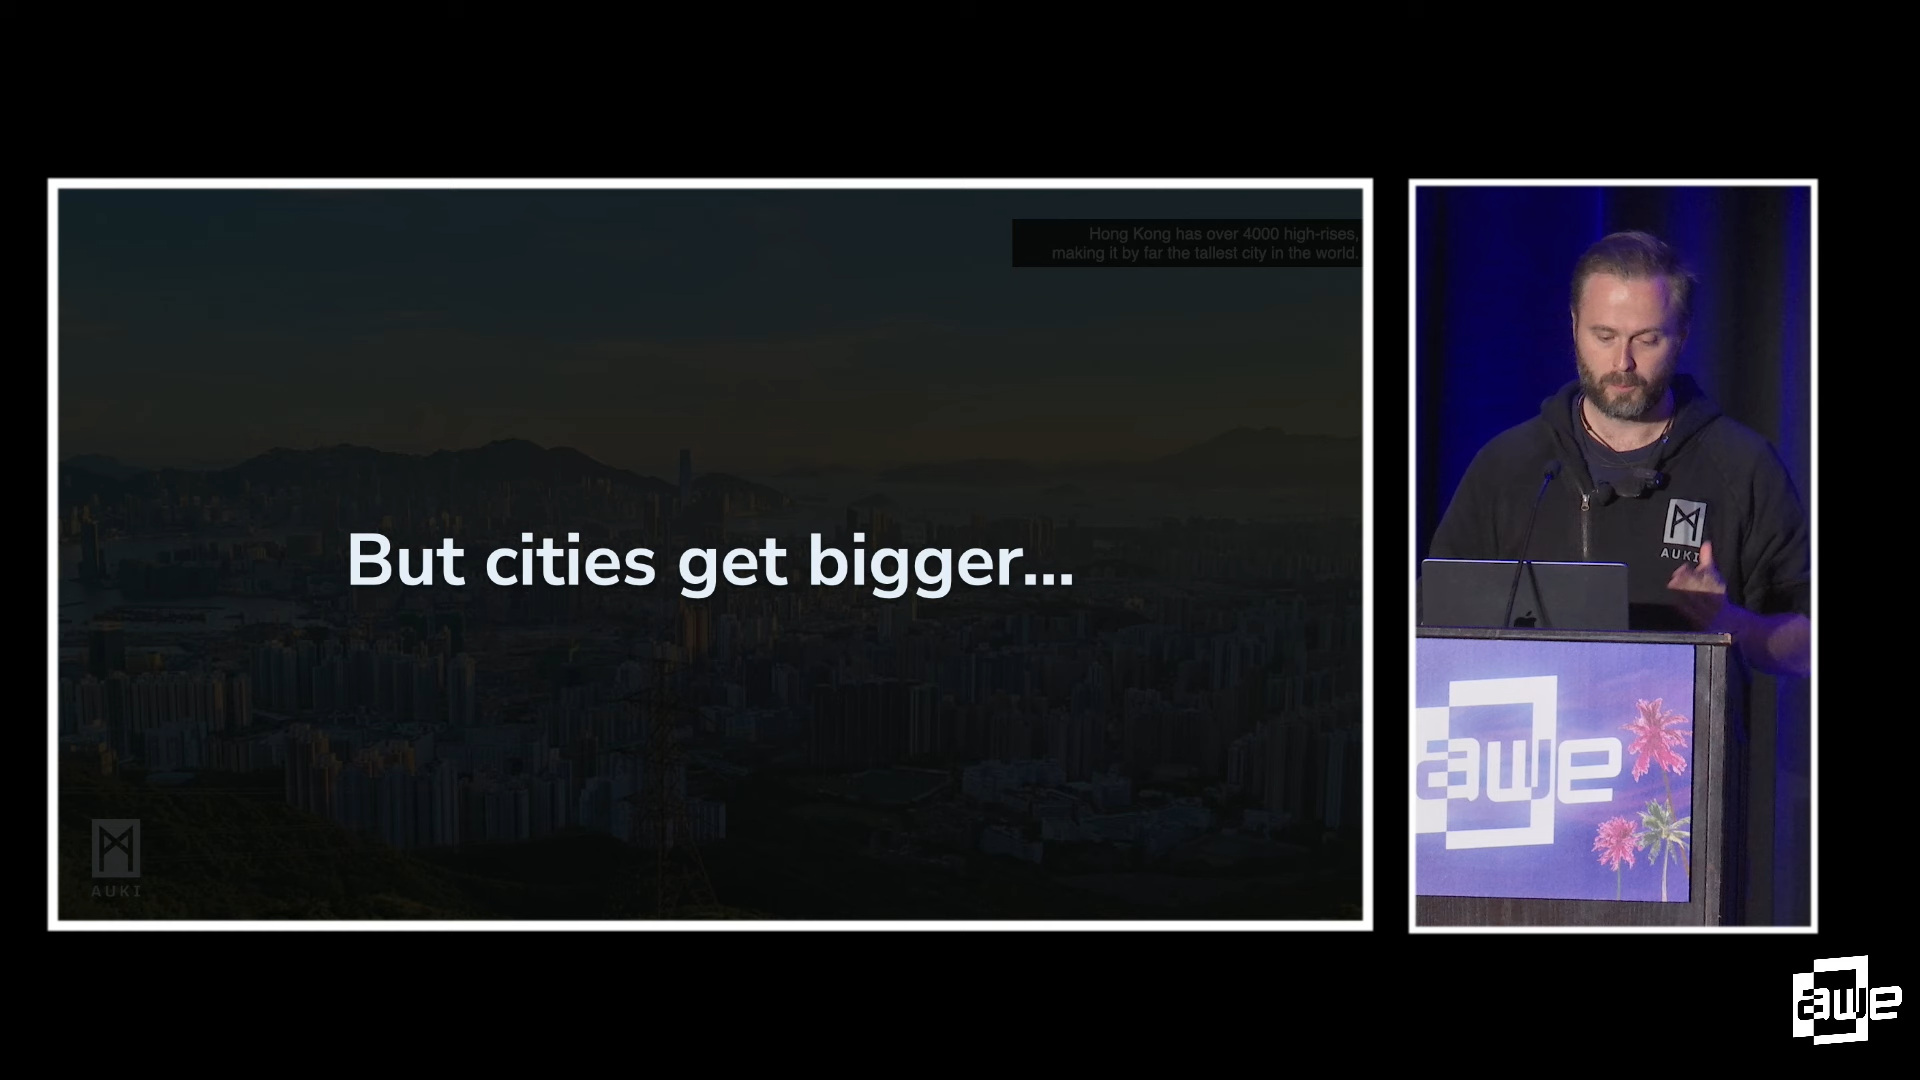 Hong Kong has over 4000 high-rises,
making it by far the tallest city in the world.
But cities get bigger...
AUKI
AUKI
awe
awe